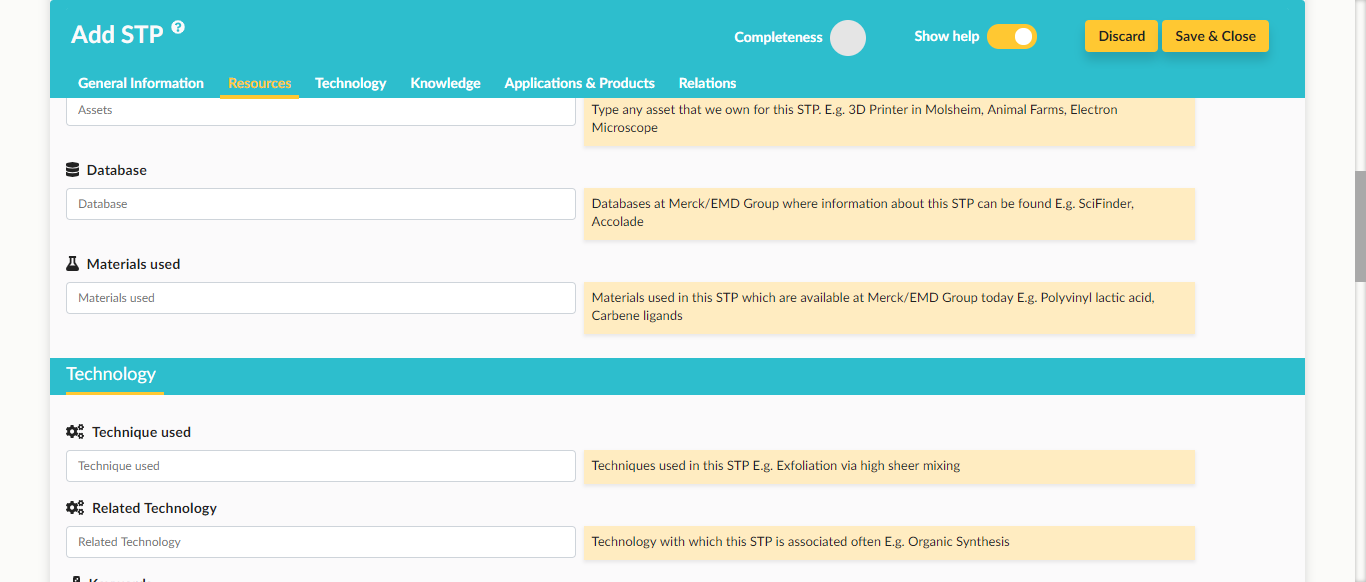 Add STP ?
Completeness
Show help
Discard
Save & Close
General Information Resources Technology Knowledge Applications & Products Relations
Assets
Type any asset that we own for this STP. E.g. 3D Printer in Molsheim, Animal Farms, Electron
Microscope
Database
Database
Databases at Merck/EMD Group where information about this STP can be found E.g. SciFinder,
Accolade
Materials used
Materials used
Materials used in this STP which are available at Merck/EMD Group today E.g. Polyvinyl lactic acid,
Carbene ligands
Technology
Technique used
Technique used
Techniques used in this STP E.g. Exfoliation via high sheer mixing
Related Technology
Related Technology
Technology with which this STP is associated often E.g. Organic Synthesis